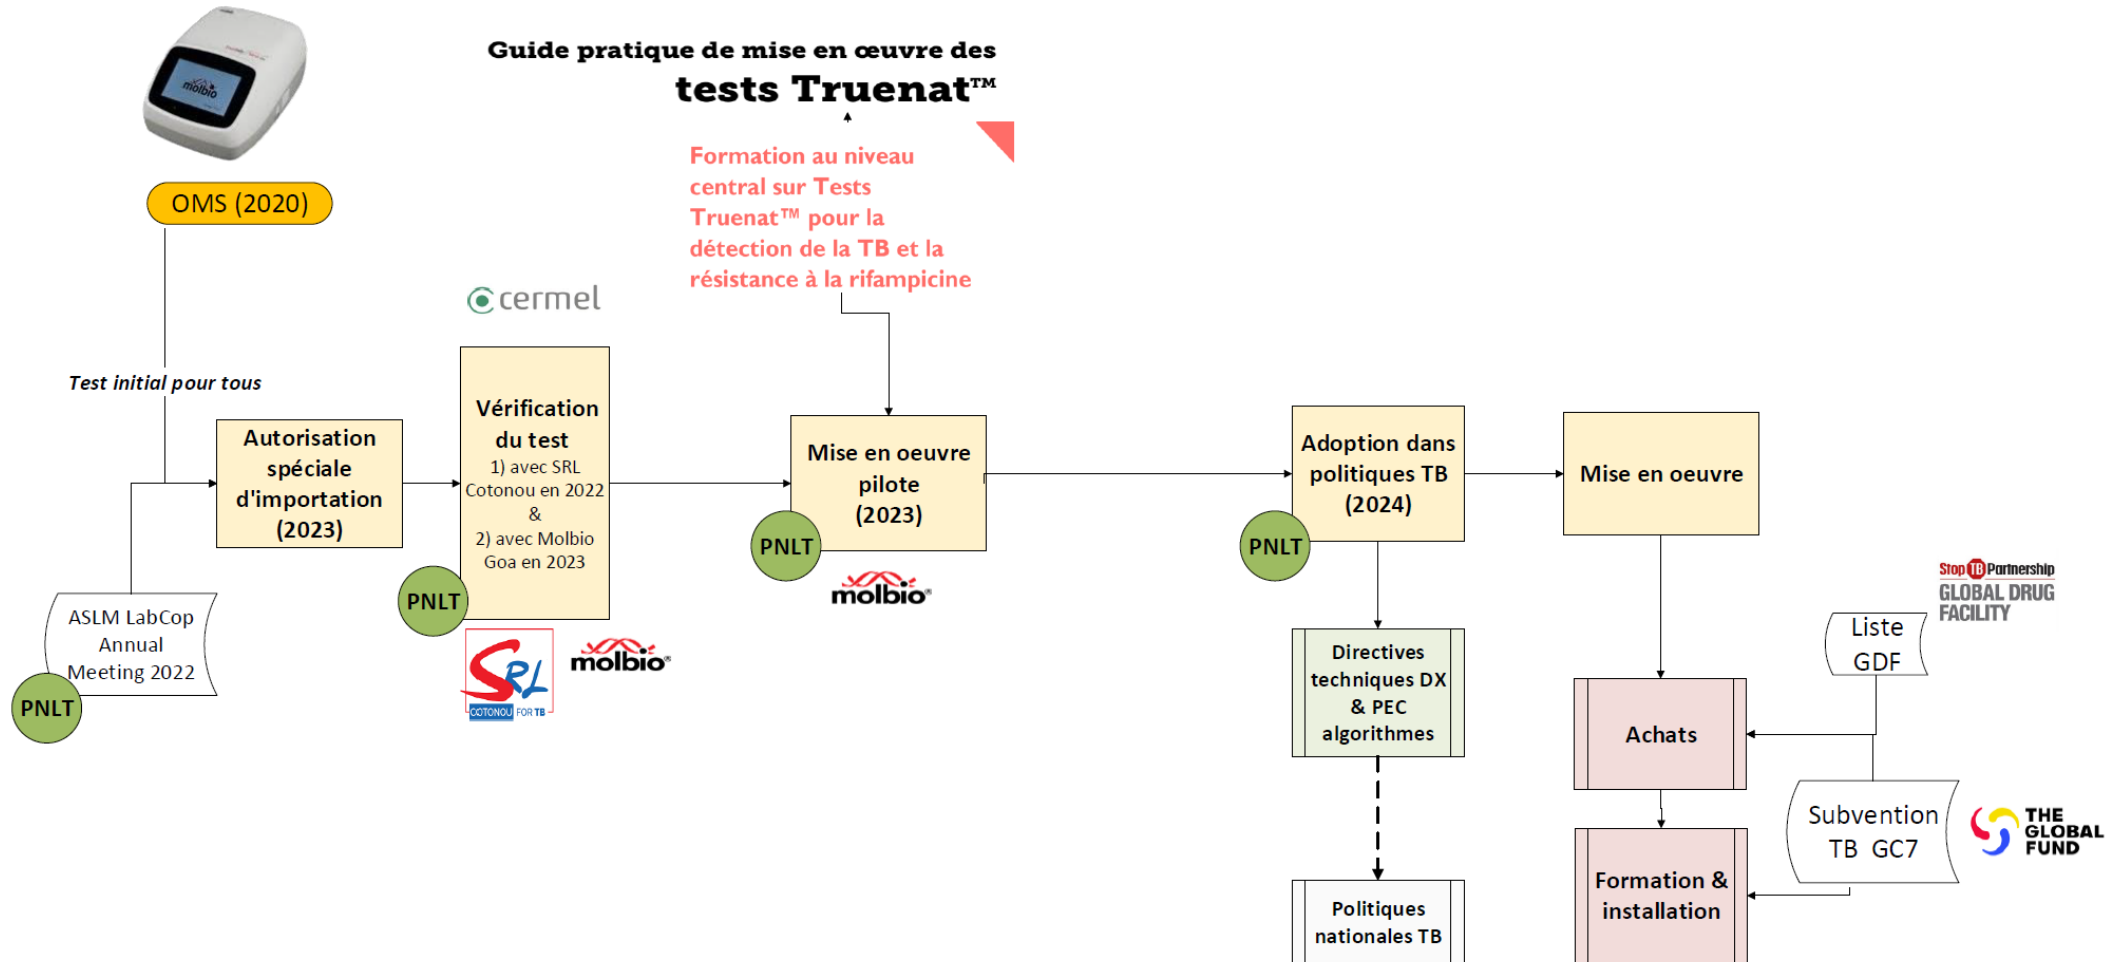 molbio
Guide pratique de mise en œuvre des
tests Truenat™
Formation au niveau
central sur Tests
Truenat™ pour la
détection de la TB et la
résistance à la rifampicine
OMS (2020)
Test initial pour tous
cermel
Autorisation
spéciale
d'importation
(2023)
Vérification
du test
1) avec SRL
Cotonou en 2022
&
2) avec Molbio
Goa en 2023
PNLT
SRL
COTONOU FOR TB
molbio®
Mise en oeuvre
pilote
(2023)
PNLT
molbio®
Adoption dans
politiques TB
(2024)
PNLT
Mise en oeuvre
ASLM LabCop
Annual
Meeting 2022
PNLT
Directives
techniques DX
& PEC
algorithmes
Politiques
nationales TB
Achats
Formation &
installation
Liste
GDF
Stop TB Partnership
GLOBAL DRUG
FACILITY
Subvention
TB GC7
THE
GLOBAL
FUND